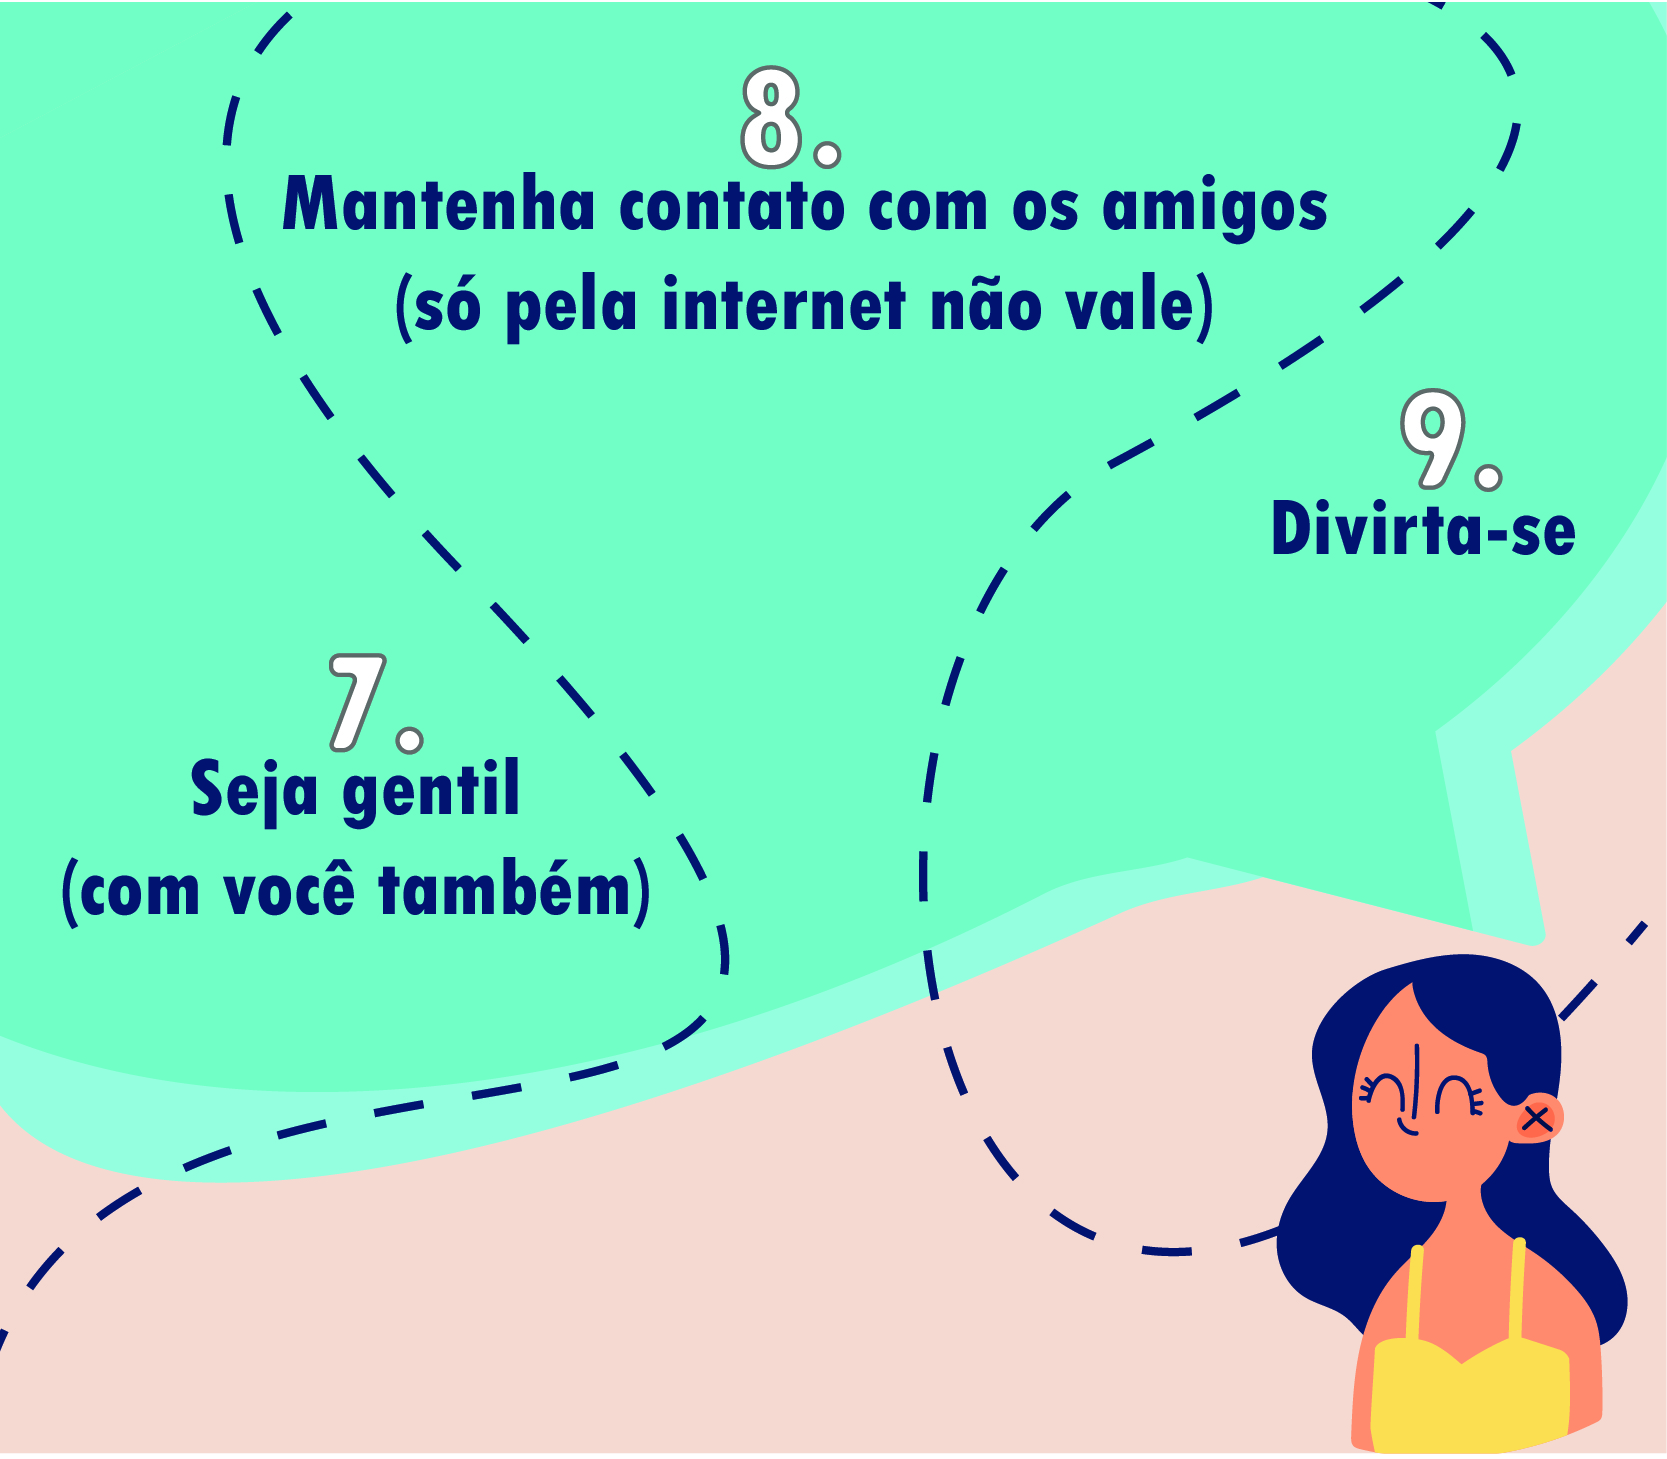 8.
Mantenha contato com os amigos
(só pela internet não vale)
9.
Divirta-se
7.
Seja gentil
(com você também)